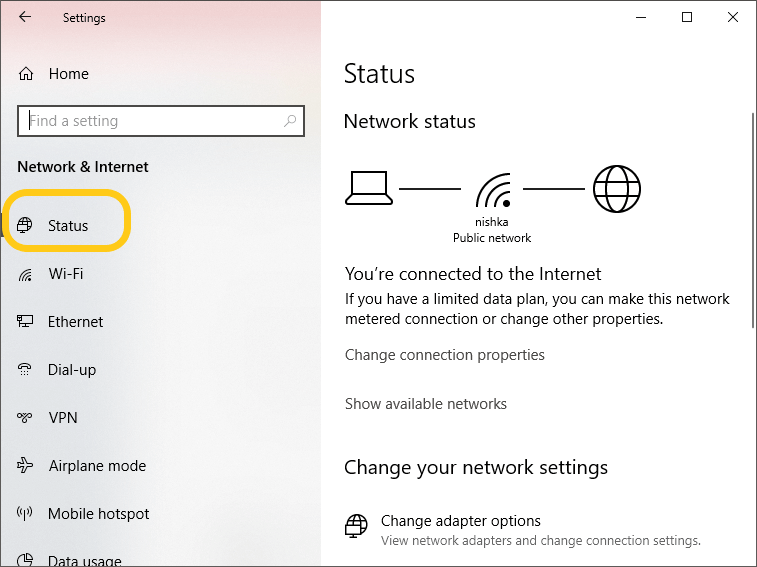 Settings
Home
Find a setting
Network & Internet
Status
Wi-Fi
Ethernet
Dial-up
VPN
Airplane mode
Mobile hotspot
Data usage
Status
Network status
nishka
Public network
You're connected to the Internet
If you have a limited data plan, you can make this network
metered connection or change other properties.
Change connection properties
Show available networks
Change your network settings
Change adapter options
View network adapters and change connection settings.